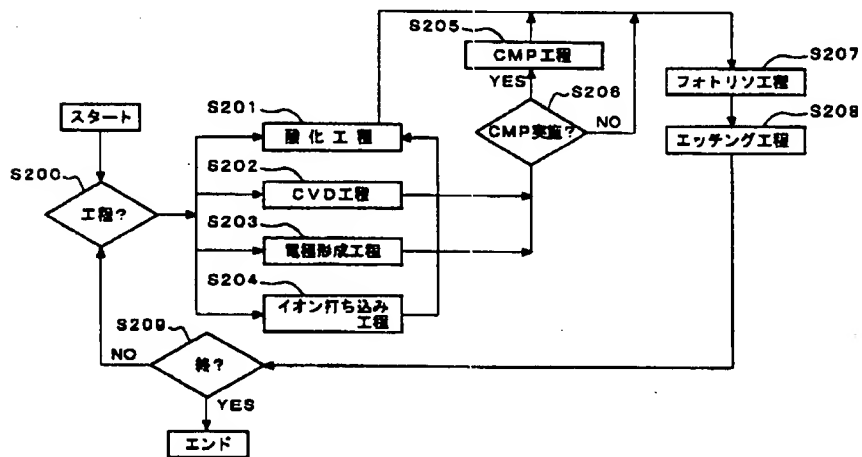 S205
CMP工程
S207
フォトリソ工程
YES
S206
S201
S208
スタート
酸化工程
CMP実施?
NO
エッチング工程
S200
S202
工程?
CVD工程
S203
電極形成工程
S204
イオン打ち込み
工程
S209
NO
終?
YES
エンド